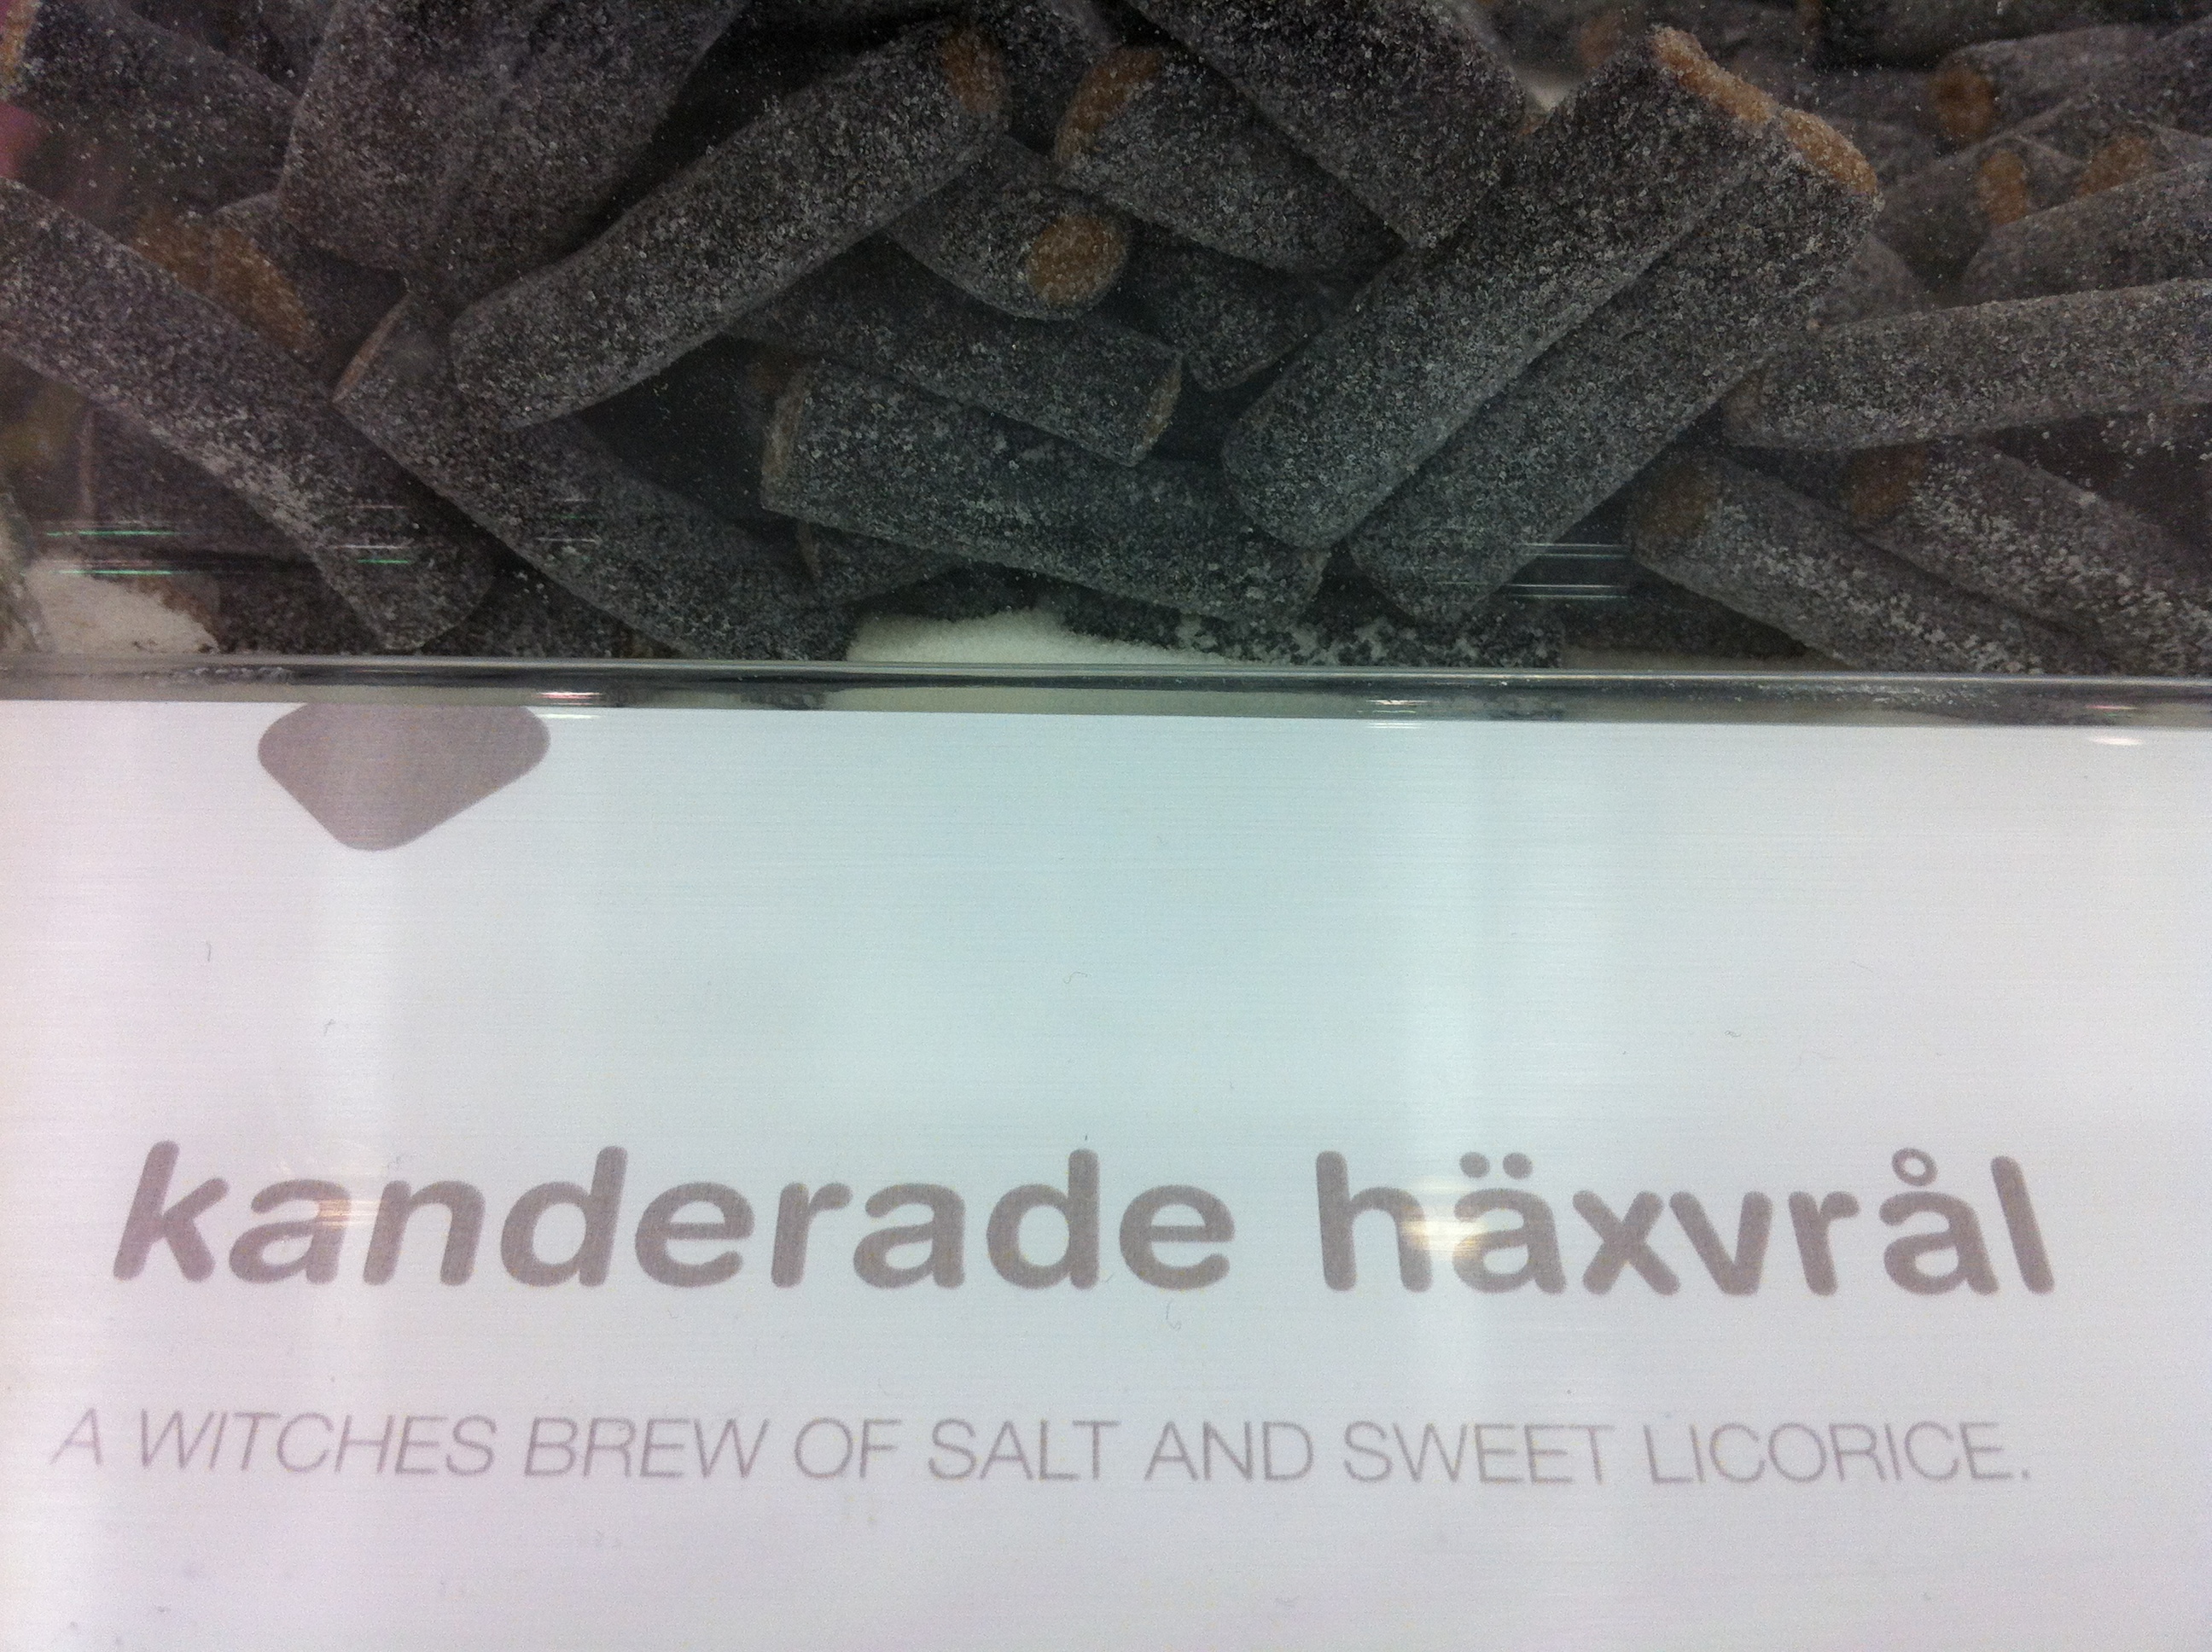 kanderade häxvrål
A WITCHES BREW OF SALT AND SWEET LICORICE.